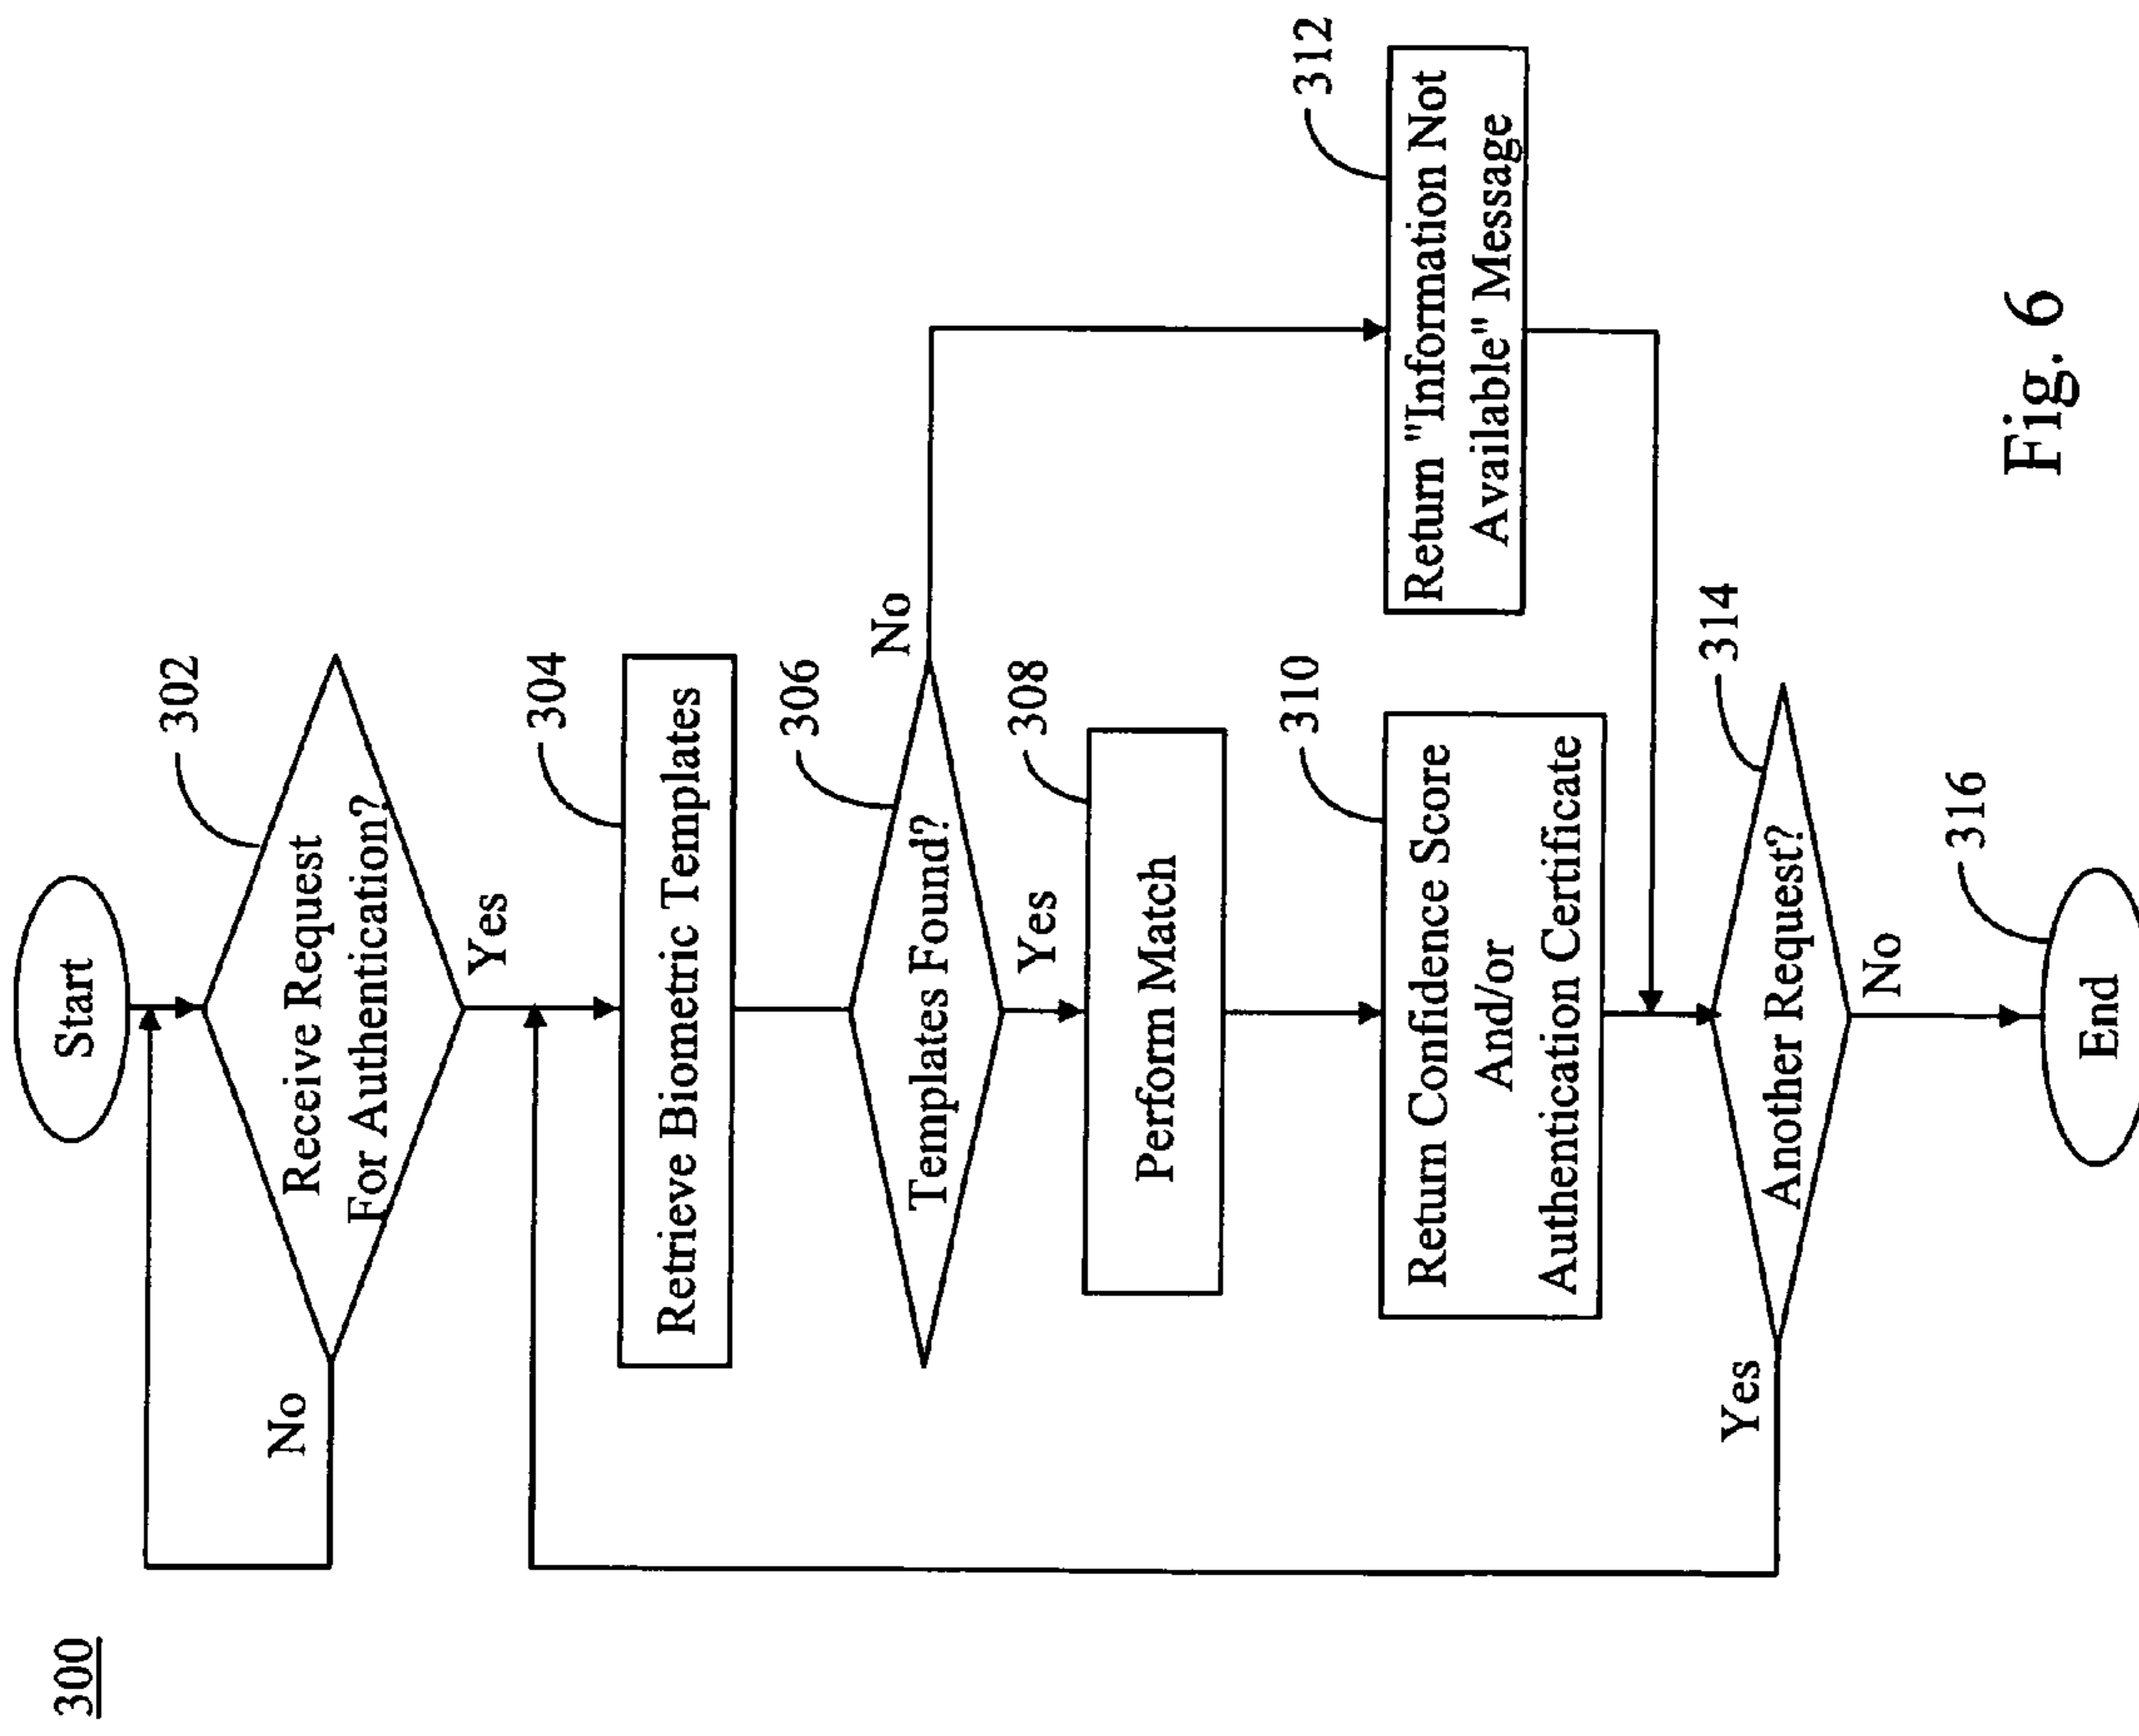 300
Start
302
Receive Request
For Authentication?
No
Yes
304
Retrieve Biometric Templates
306
Templates Found?
No
Yes
308
Perform Match
310
Return Confidence Score
And/or
Authentication Certificate
312
Return "Information Not
Available" Message
314
Another Request?
Yes
No
316
End
Fig. 6